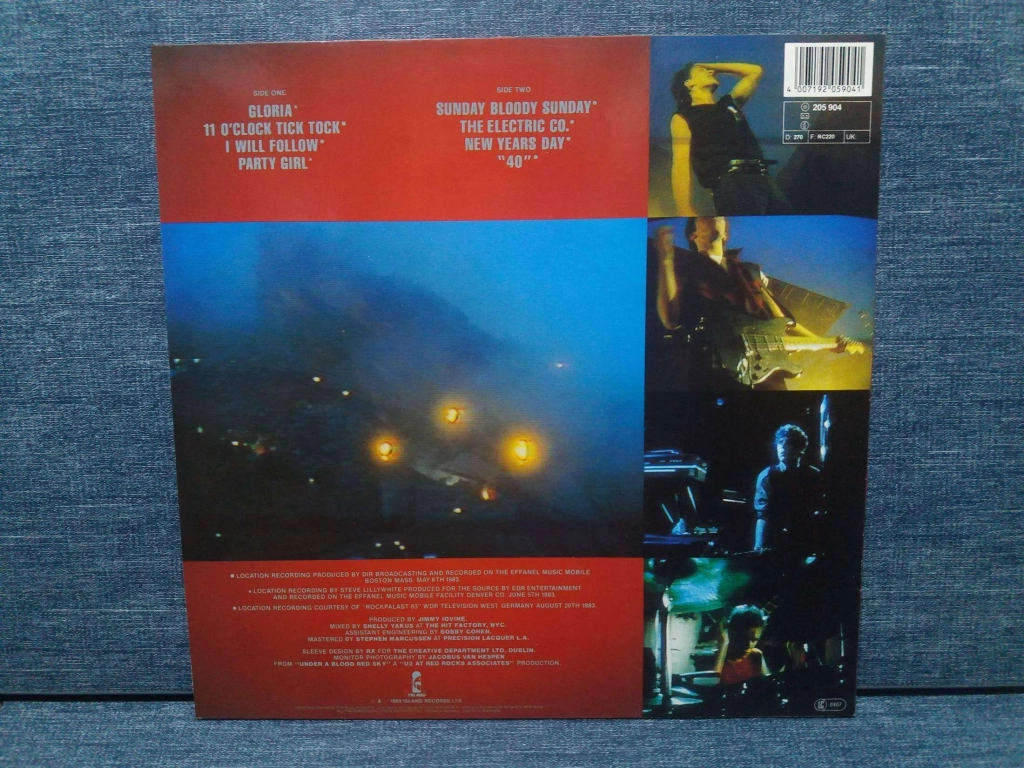 SIDE ONE.
GLORIA*
11 O'CLOCK TICK TOCK*
I WILL FOLLOW*
PARTY GIRL*
SIDE TWO
SUNDAY BLOODY SUNDAY*
THE ELECTRIC CO.*
NEW YEARS DAY*
"40"*
4 007192 059041
205 904
D: 270 F: RC220 UK:
■ LOCATION RECORDING PRODUCED BY DIR BROADCASTING AND RECORDED ON THE EFFANEL MUSIC MOBILE
BOSTON MASS. MAY 6TH 1983.
● LOCATION RECORDING BY STEVE LILLYWHITE PRODUCED FOR THE SOURCE BY EDR ENTERTAINMENT
AND RECORDED ON THE EFFANEL MUSIC MOBILE FACILITY DENVER CO. JUNE 5TH 1983.
■ LOCATION RECORDING COURTESY OF "ROCKPALAST 83" WDR TELEVISION WEST GERMANY AUGUST 20TH 1983.
PRODUCED BY JIMMY IOVINE.
MIXED BY SHELLY YAKUS AT THE HIT FACTORY, NYC.
ASSISTANT ENGINEERING BY BOBBY COHEN.
MASTERED BY STEPHEN MARCUSSEN AT PRECISION LACQUER L.A.
SLEEVE DESIGN BY RX FOR THE CREATIVE DEPARTMENT LTD, DUBLIN.
MONITOR PHOTOGRAPHY BY JACOBUS VAN HESPEN
FROM "UNDER A BLOOD RED SKY" A "U2 AT RED ROCKS ASSOCIATES" PRODUCTION.
ISLAND
1983 ISLAND RECORDS LTD